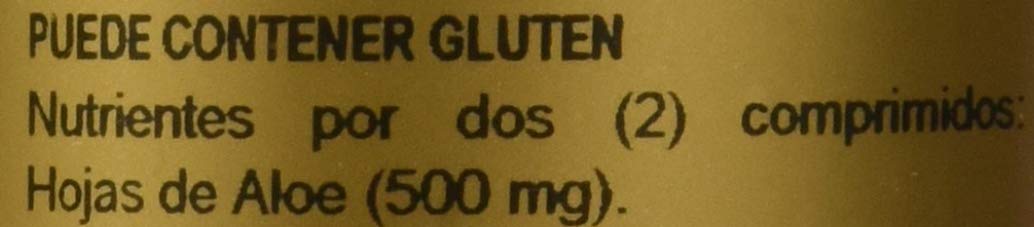 PUEDE CONTENER GLUTEN
Nutrientes por dos (2) comprimidos:
Hojas de Aloe (500 mg).